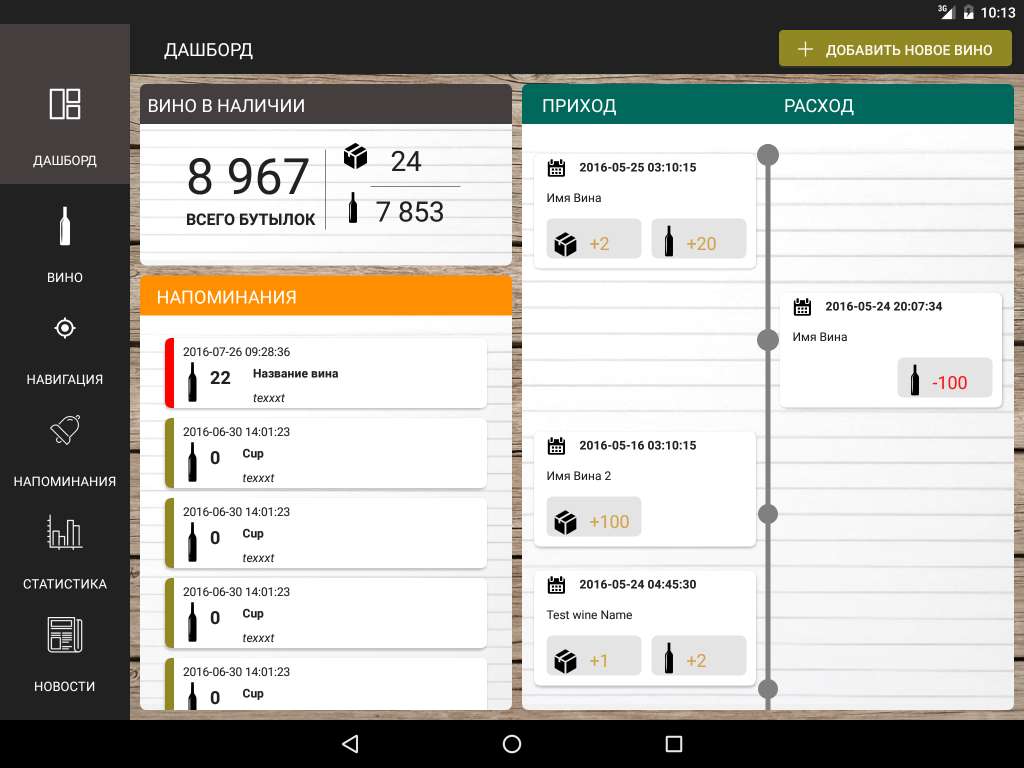 3G 10:13
ДАШБОРД
ДОБАВИТЬ НОВОЕ ВИНО
ДАШБОРД
ВИНО
НАВИГАЦИЯ
НАПОМИНАНИЯ
СТАТИСТИКА
НОВОСТИ
ВИНО В НАЛИЧИИ
8 967
ВСЕГО БУТЫЛОК
24
7 853
НАПОМИНАНИЯ
2016-07-26 09:28:36
22 Название вина
texxxt
2016-06-30 14:01:23
0 Cup
texxxt
2016-06-30 14:01:23
0 Cup
texxxt
2016-06-30 14:01:23
0 Cup
texxxt
2016-06-30 14:01:23
0 Cup
ПРИХОД РАСХОД
2016-05-25 03:10:15
Имя Вина
+2 +20
2016-05-24 20:07:34
Имя Вина
-100
2016-05-16 03:10:15
Имя Вина 2
+100
2016-05-24 04:45:30
Test wine Name
+1 +2